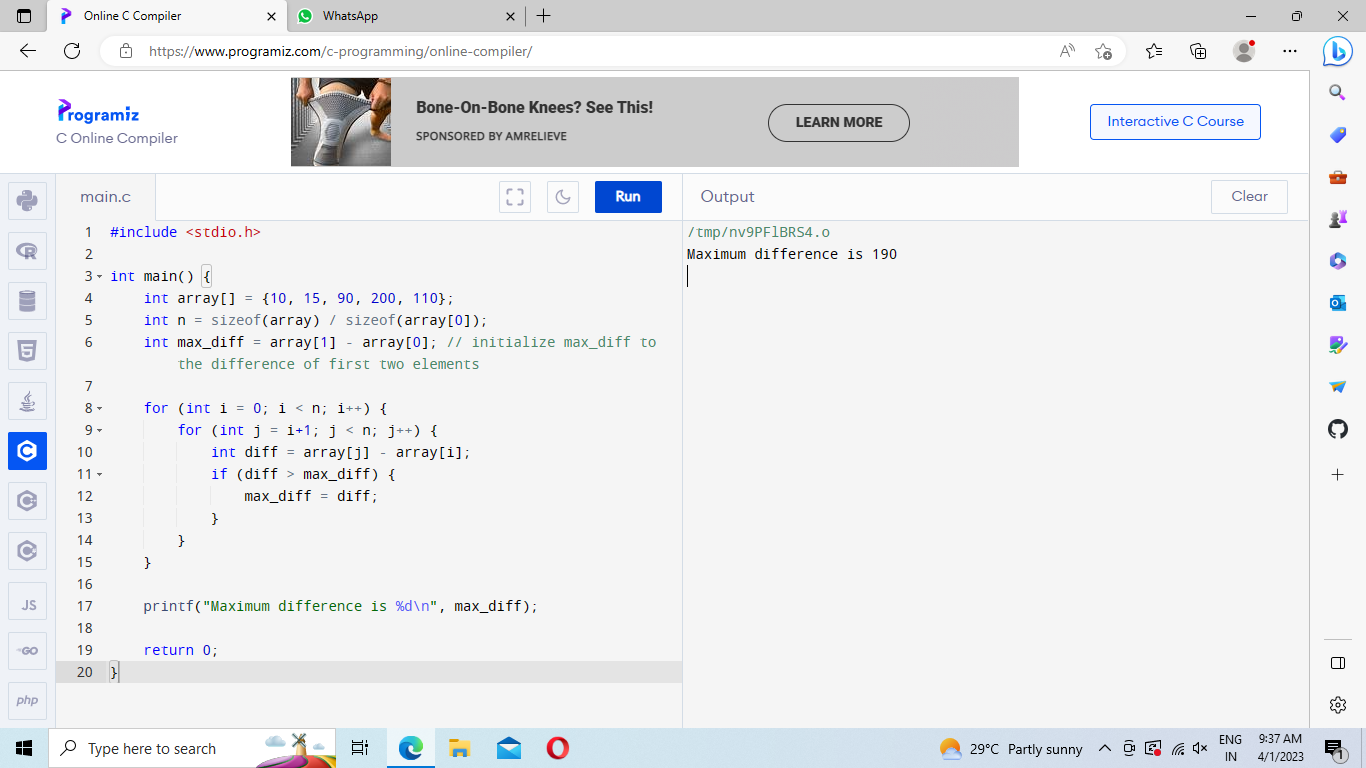 Online C Compiler
WhatsApp
https://www.programiz.com/c-programming/online-compiler/
Programiz
C Online Compiler
Bone-On-Bone Knees? See This!
SPONSORED BY AMRELIEVE
LEARN MORE
Interactive C Course
main.c
Run
Output
Clear
1 #include <stdio.h>
2
3 int main() {
4 int array[] = {10, 15, 90, 200, 110};
5 int n = sizeof(array) / sizeof(array[0]);
6 int max_diff = array[1] - array[0]; // initialize max_diff to
the difference of first two elements
7
8 for (int i = 0; i < n; i++) {
9 for (int j = i+1; j < n; j++) {
10 int diff = array[j] - array[i];
11 if (diff > max_diff) {
12 max_diff = diff;
13 }
14 }
15 }
16
17 printf("Maximum difference is %d\n", max_diff);
18
19 return 0;
20 }
/tmp/nv9PFlBRS4.o
Maximum difference is 190
JS
GO
php
Type here to search
29°C Partly sunny
ENG
IN
9:37 AM
4/1/2023
1